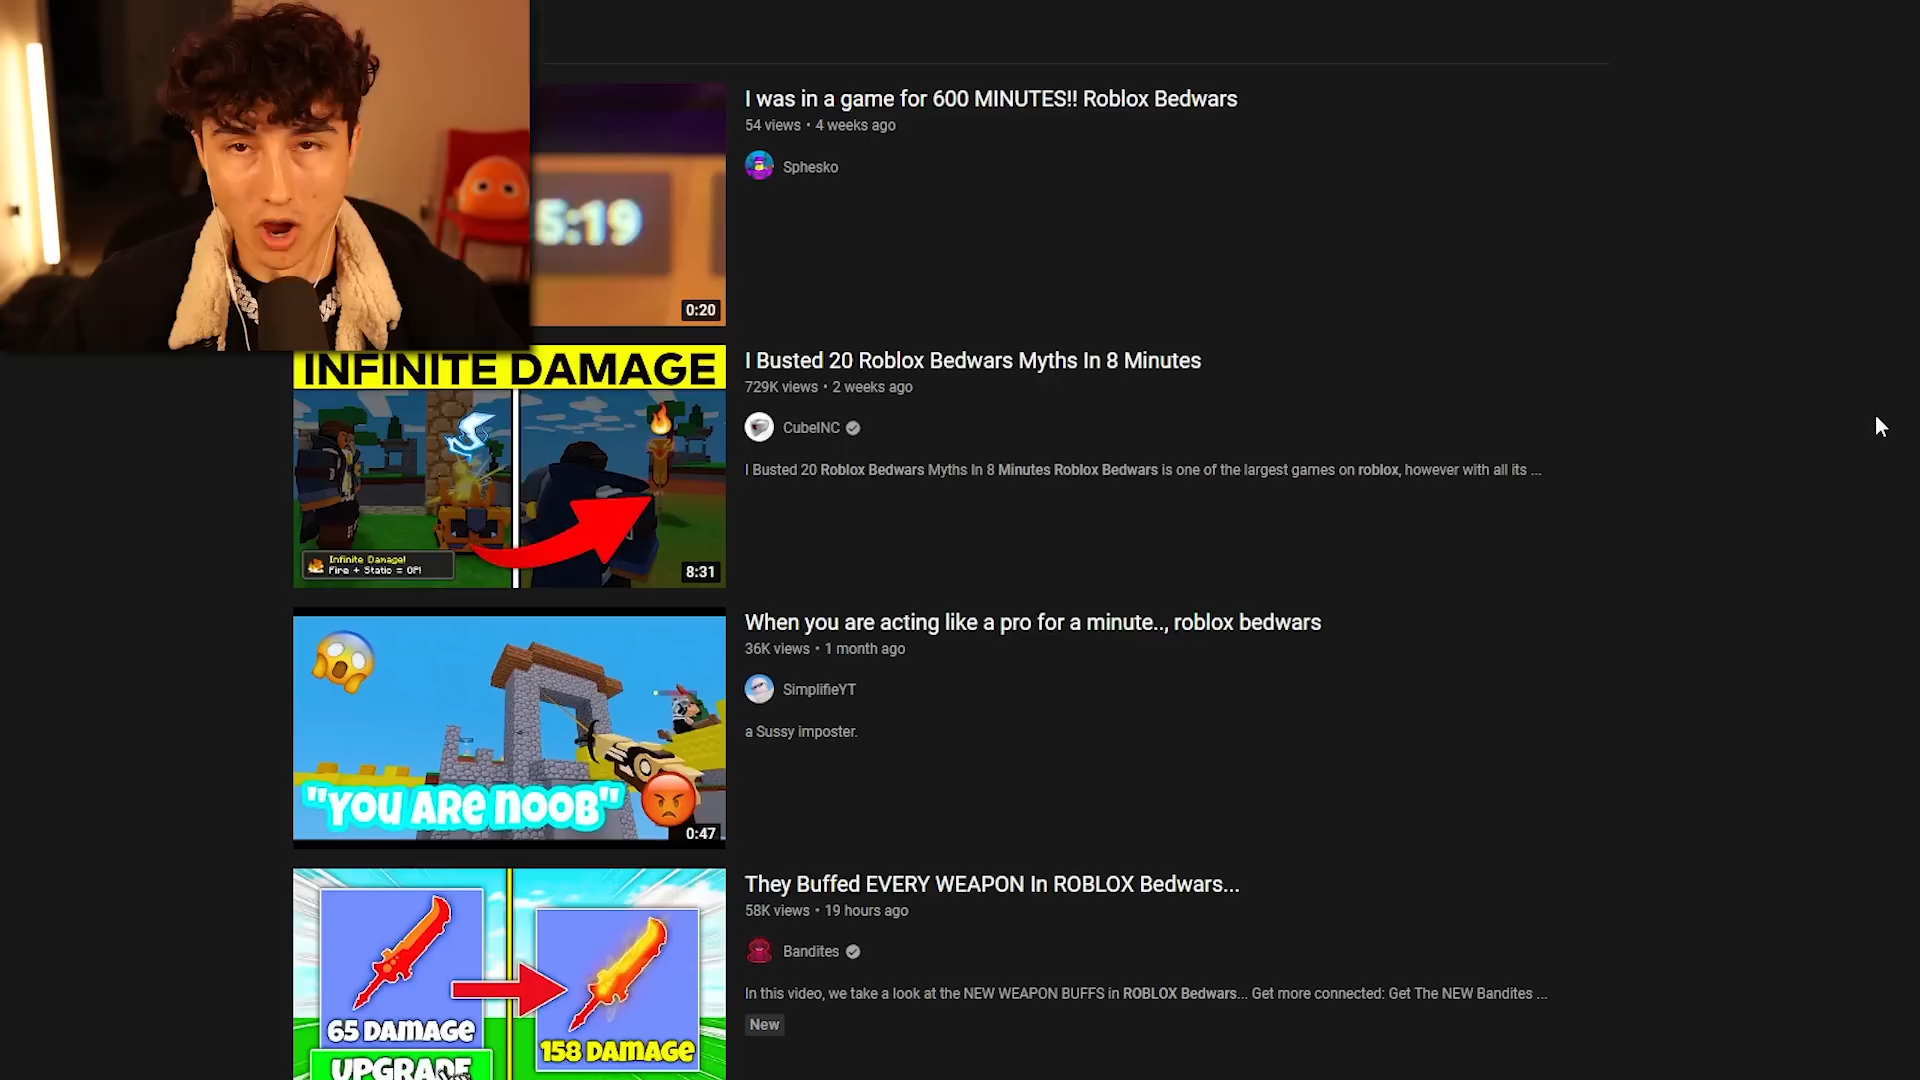 I was in a game for 600 MINUTES!! Roblox Bedwars
54 views • 4 weeks ago
Sphesko
5:19
0:20
INFINITE DAMAGE
Infinite Damage!
Fire + Static = OP!
8:31
I Busted 20 Roblox Bedwars Myths In 8 Minutes
729K views • 2 weeks ago
CubeINC
I Busted 20 Roblox Bedwars Myths In 8 Minutes Roblox Bedwars is one of the largest games on roblox, however with all its ...
"YOU ARE NOOB"
0:47
When you are acting like a pro for a minute.., roblox bedwars
36K views • 1 month ago
SimplifieYT
a Sussy imposter.
65 DAMAGE
UPGRADE
158 DAMAGE
They Buffed EVERY WEAPON In ROBLOX Bedwars...
58K views • 19 hours ago
Bandites
In this video, we take a look at the NEW WEAPON BUFFS in ROBLOX Bedwars... Get more connected: Get The NEW Bandites ...
New